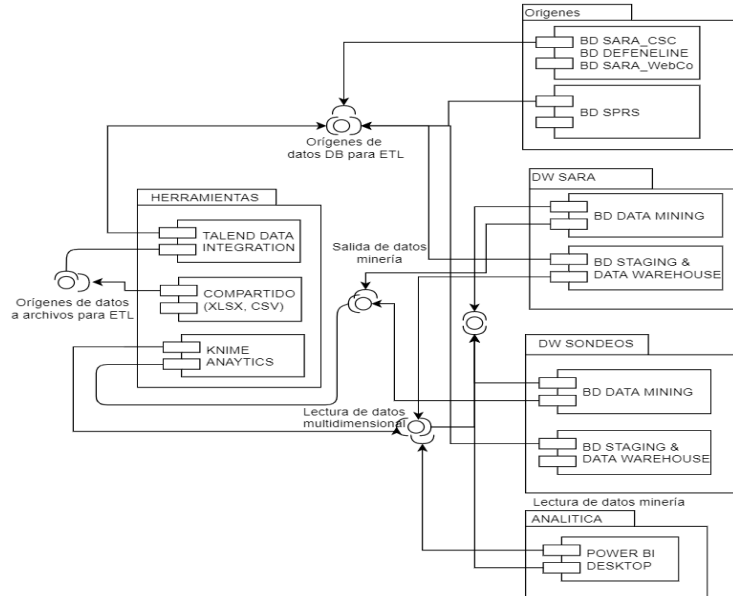 Orígenes
BD SARA_CSC
BD DEFENELINE
BD SARA_WebCo
BD SPRS
Orígenes de
datos DB para ETL
HERRAMIENTAS
TALEND DATA
INTEGRATION
COMPARTIDO
(XLSX, CSV)
KNIME
ANAYTICS
Orígenes de datos
a archivos para ETL
Salida de datos
minería
Lectura de datos
multidimensional
DW SARA
BD DATA MINING
BD STAGING &
DATA WAREHOUSE
DW SONDEOS
BD DATA MINING
BD STAGING &
DATA WAREHOUSE
Lectura de datos minería
ANALITICA
POWER BI
DESKTOP